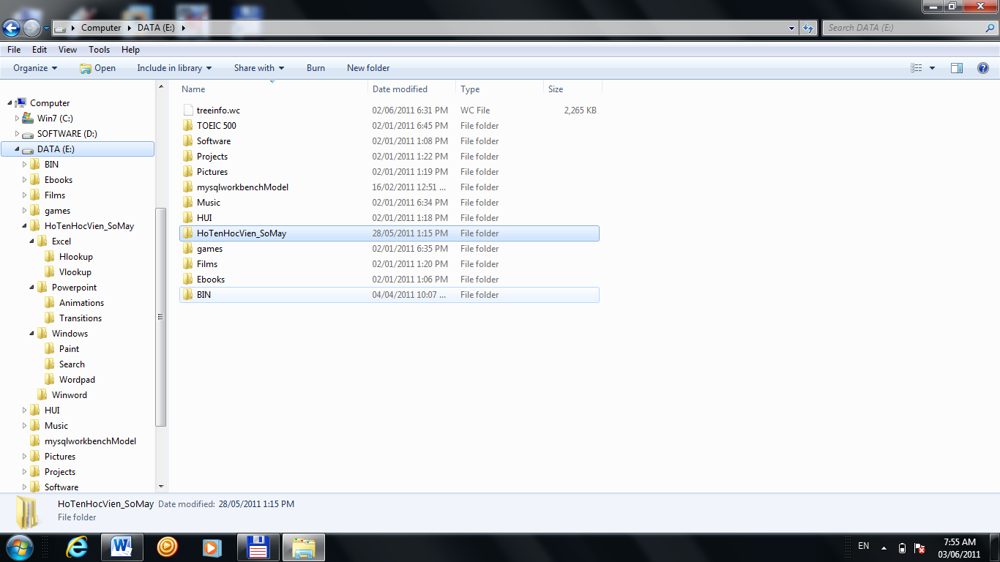 Computer DATA (E:) Search DATA (E:)
File Edit View Tools Help
Organize Open Include in library Share with Burn New folder
Name Date modified Type Size
Computer
Win7 (C:)
SOFTWARE (D:)
DATA (E:)
BIN
Ebooks
Films
games
HoTenHocVien_SoMay
Excel
Hlookup
Vlookup
Powerpoint
Animations
Transitions
Windows
Paint
Search
Wordpad
Winword
HUI
Music
mysqlworkbenchModel
Pictures
Projects
Software
treeinfo.wc 02/06/2011 6:31 PM WC File 2,265 KB
TOEIC 500 02/01/2011 6:45 PM File folder
Software 02/01/2011 1:08 PM File folder
Projects 02/01/2011 1:22 PM File folder
Pictures 02/01/2011 1:19 PM File folder
mysqlworkbenchModel 16/02/2011 12:51 ... File folder
Music 02/01/2011 6:34 PM File folder
HUI 02/01/2011 1:18 PM File folder
HoTenHocVien_SoMay 28/05/2011 1:15 PM File folder
games 02/01/2011 6:35 PM File folder
Films 02/01/2011 1:20 PM File folder
Ebooks 02/01/2011 1:06 PM File folder
BIN 04/04/2011 10:07 ... File folder
HoTenHocVien_SoMay Date modified: 28/05/2011 1:15 PM
File folder
EN 7:55 AM
03/06/2011